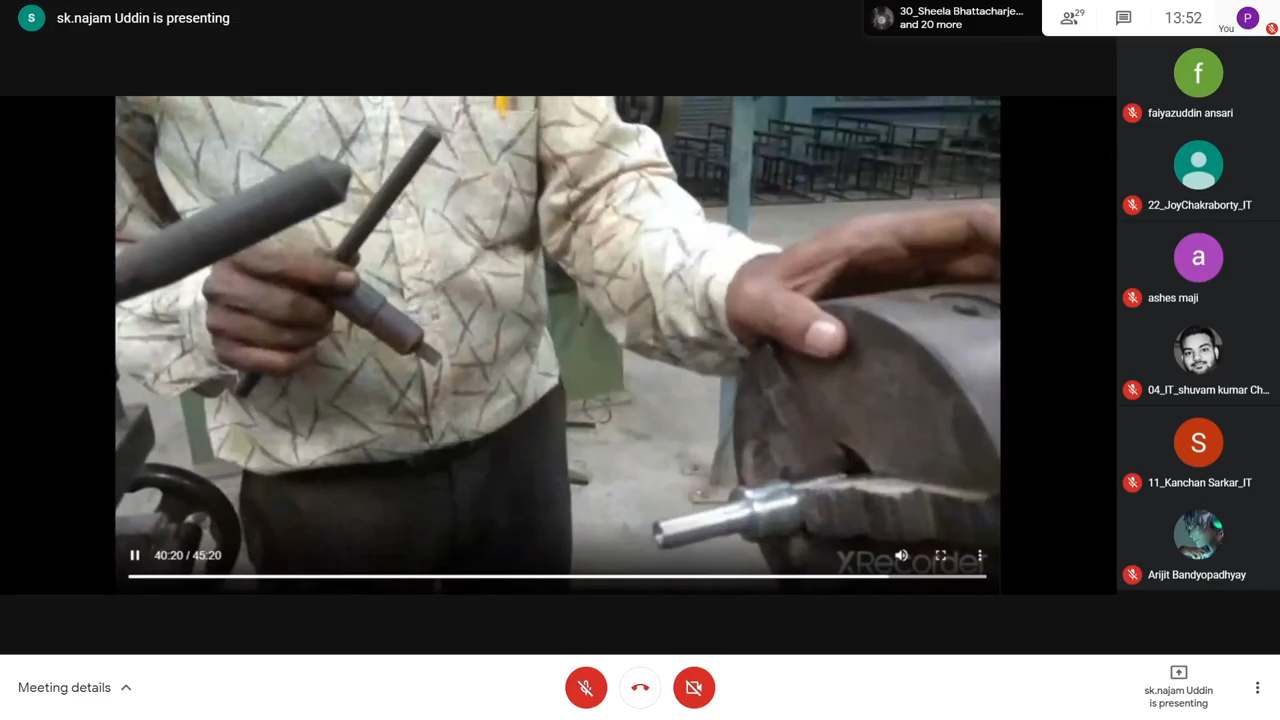 S
sk.najam Uddin is presenting
30_Sheela Bhattacharje...
and 20 more
29
13:52
You
P
f
faiyazuddin ansari
22_JoyChakraborty_IT
a
ashes maji
04_IT_shuvam kumar Ch...
S
11_Kanchan Sarkar_IT
Arijit Bandyopadhyay
40:20 / 45:20
XRecorder
Meeting details
sk.najam Uddin
is presenting